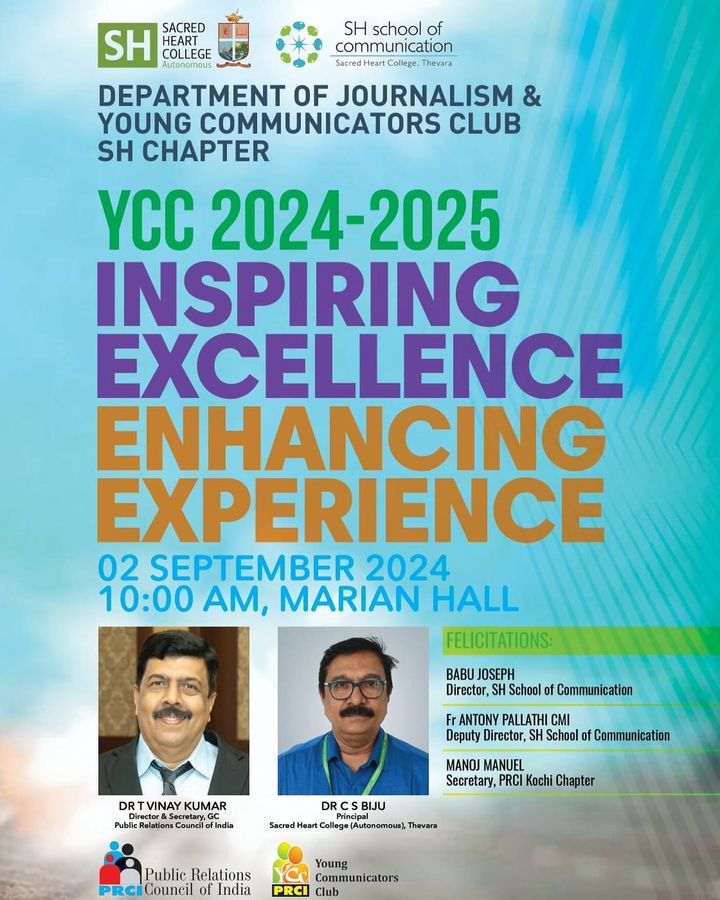 SH
SACRED
HEART
COLLEGE
Autonomous
SH school of
communication
Sacred Heart College, Thevara
DEPARTMENT OF JOURNALISM &
YOUNG COMMUNICATORS CLUB
SH CHAPTER
YCC 2024-2025
INSPIRING
EXCELLENCE
ENHANCING
EXPERIENCE
02 SEPTEMBER 2024
10:00 AM, MARIAN HALL
DR T VINAY KUMAR
Director & Secretary, GC
Public Relations Council of India
DR C S BIJU
Principal
Sacred Heart College (Autonomous), Thevara
FELICITATIONS:
BABU JOSEPH
Director, SH School of Communication
Fr ANTONY PALLATHI CMI
Deputy Director, SH School of Communication
MANOJ MANUEL
Secretary, PRCI Kochi Chapter
PRCI
Public Relations
Council of India
YCC
PRCI
Young
Communicators
Club